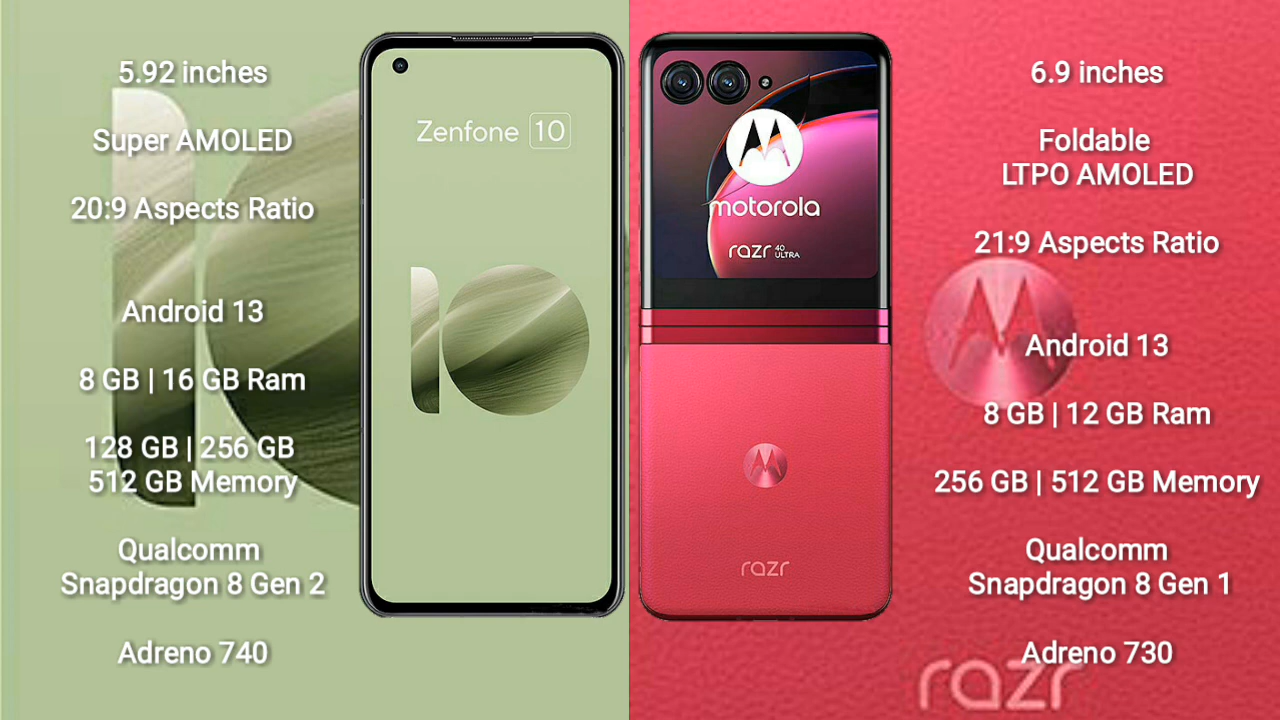 5.92 inches
Super AMOLED
20:9 Aspects Ratio
Android 13
8 GB | 16 GB Ram
128 GB | 256 GB
512 GB Memory
Qualcomm
Snapdragon 8 Gen 2
Adreno 740
Zenfone 10
10
motorola
razr 40 ULTRA
razr
6.9 inches
Foldable
LTPO AMOLED
21:9 Aspects Ratio
Android 13
8 GB | 12 GB Ram
256 GB | 512 GB Memory
Qualcomm
Snapdragon 8 Gen 1
Adreno 730
razr